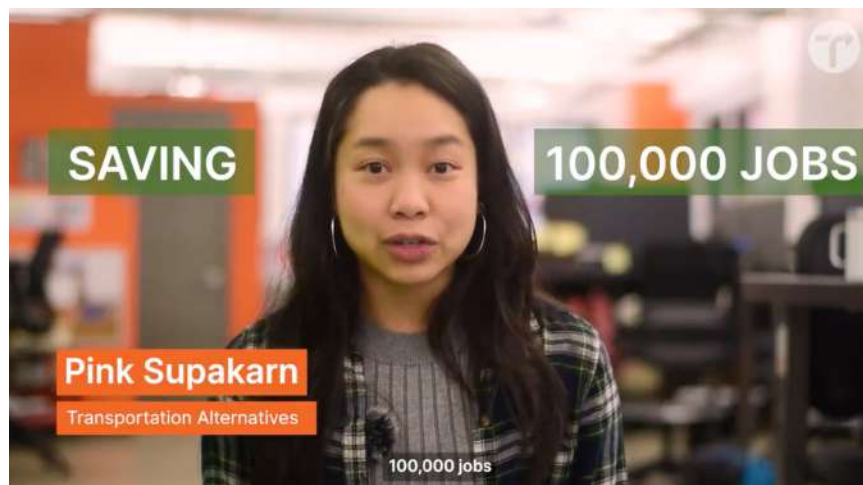 SAVING
100,000 JOBS
Pink Supakarn
Transportation Alternatives
100,000 jobs